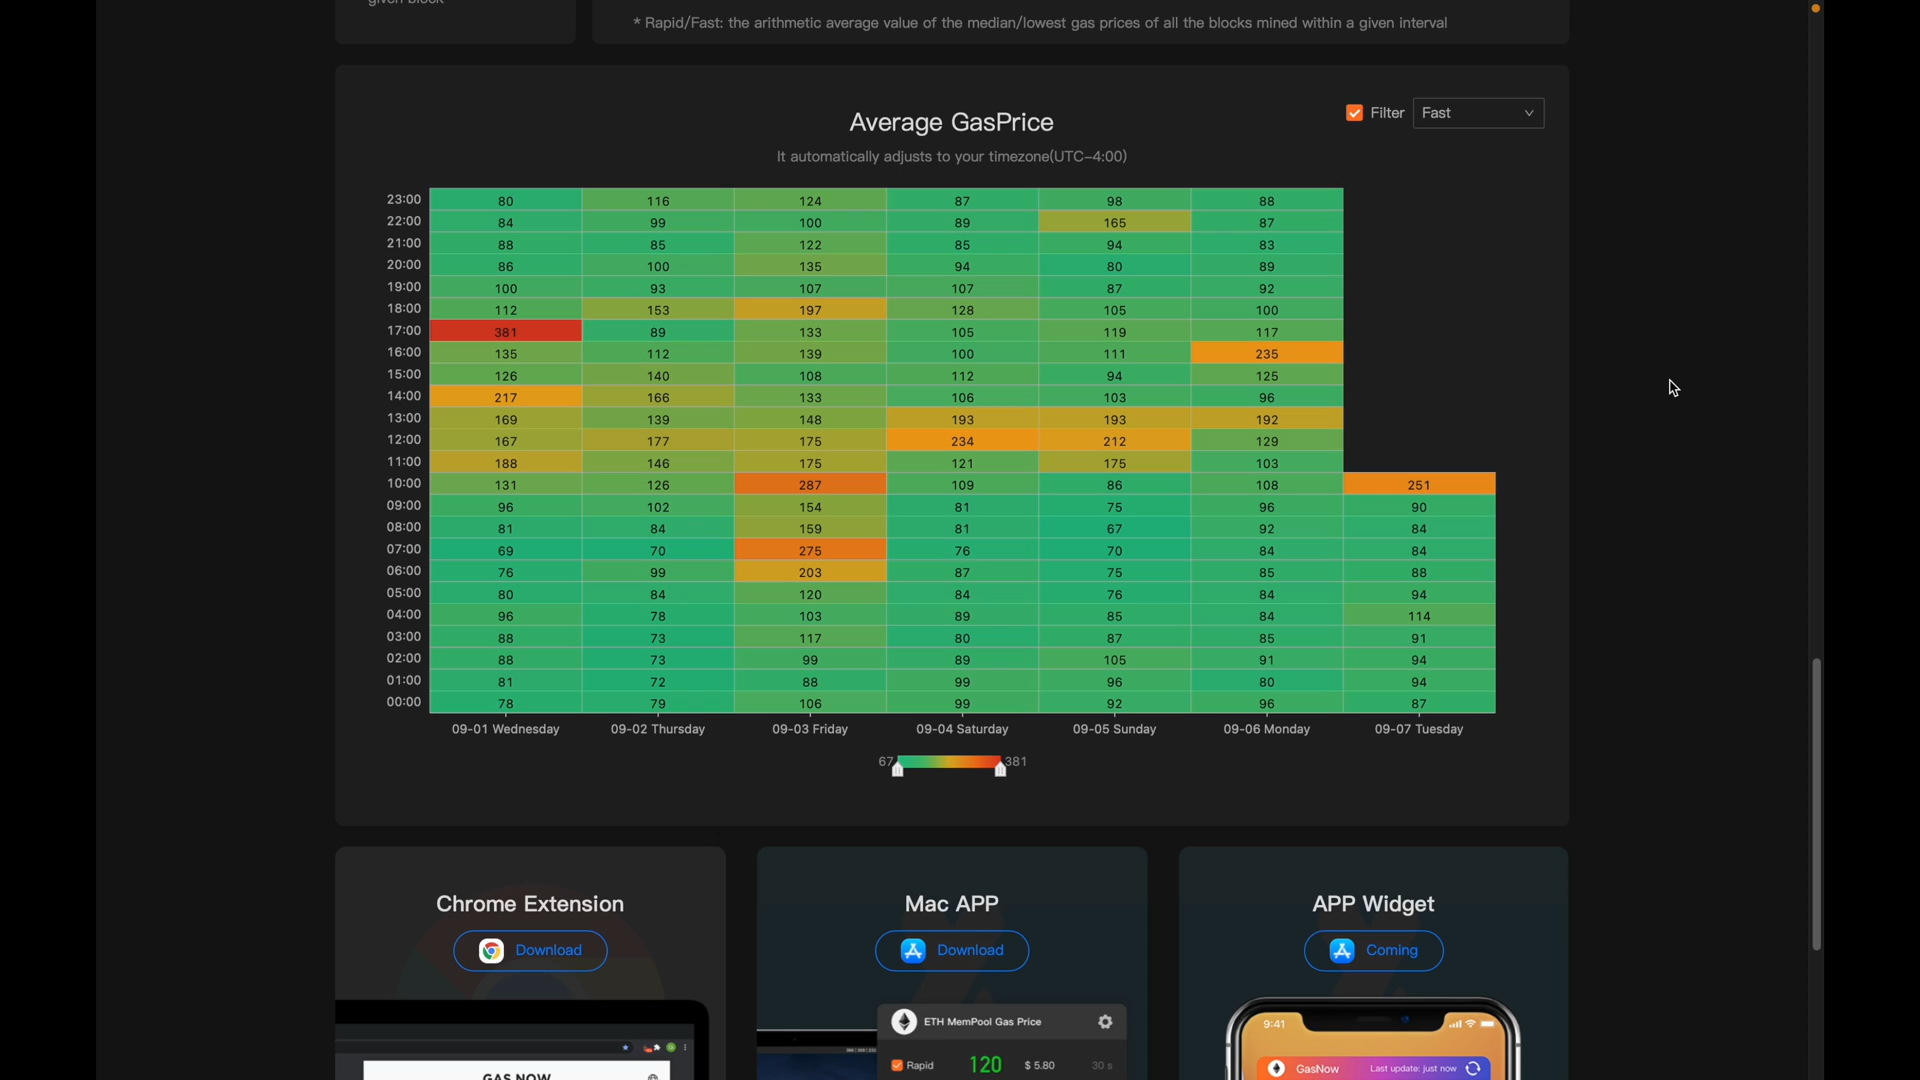 given block
* Rapid/Fast: the arithmetic average value of the median/lowest gas prices of all the blocks mined within a given interval
Average GasPrice
Filter Fast
It automatically adjusts to your timezone(UTC-4:00)
23:00 80 116 124 87 98 88
22:00 84 99 100 89 165 87
21:00 88 85 122 85 94 83
20:00 86 100 135 94 80 89
19:00 100 93 107 107 87 92
18:00 112 153 197 128 105 100
17:00 381 89 133 105 119 117
16:00 135 112 139 100 111 235
15:00 126 140 108 112 94 125
14:00 217 166 133 106 103 96
13:00 169 139 148 193 193 192
12:00 167 177 175 234 212 129
11:00 188 146 175 121 175 103
10:00 131 126 287 109 86 108 251
09:00 96 102 154 81 75 96 90
08:00 81 84 159 81 67 92 84
07:00 69 70 275 76 70 84 84
06:00 76 99 203 87 75 85 88
05:00 80 84 120 84 76 84 94
04:00 96 78 103 89 85 84 114
03:00 88 73 117 80 87 85 91
02:00 88 73 99 89 105 91 94
01:00 81 72 88 99 96 80 94
00:00 78 79 106 99 92 96 87
09-01 Wednesday 09-02 Thursday 09-03 Friday 09-04 Saturday 09-05 Sunday 09-06 Monday 09-07 Tuesday
67 381
Chrome Extension
Download
GAS NOW
Mac APP
Download
ETH MemPool Gas Price
Rapid 120 $ 5.80 30 s
APP Widget
Coming
9:41
GasNow Last update: just now